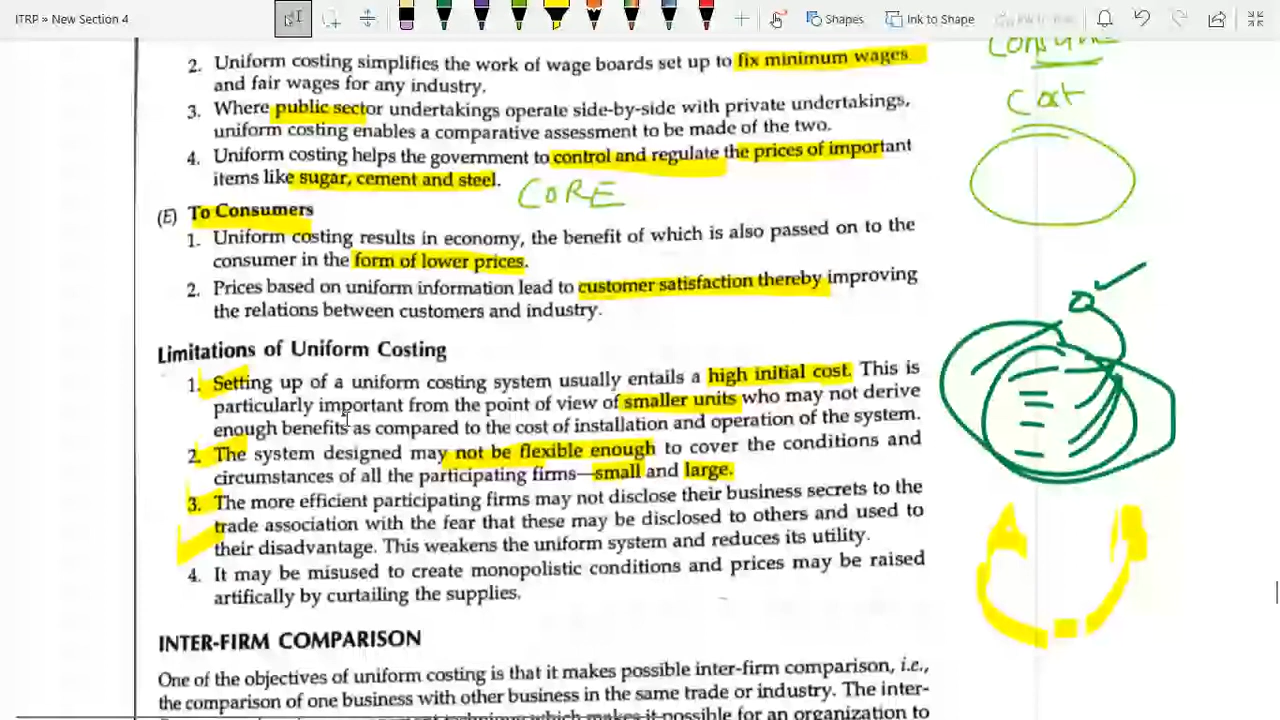 ITRP » New Section 4
Shapes
Ink to Shape
Ink to Text
Cost
2. Uniform costing simplifies the work of wage boards set up to fix minimum wages
and fair wages for any industry.
3. Where public sector undertakings operate side-by-side with private undertakings,
uniform costing enables a comparative assessment to be made of the two.
4. Uniform costing helps the government to control and regulate the prices of important
items like sugar, cement and steel.
CORE
(E) To Consumers
1. Uniform costing results in economy, the benefit of which is also passed on to the
consumer in the form of lower prices.
2. Prices based on uniform information lead to customer satisfaction thereby improving
the relations between customers and industry.
Limitations of Uniform Costing
1. Setting up of a uniform costing system usually entails a high initial cost. This is
particularly important from the point of view of smaller units who may not derive
enough benefits as compared to the cost of installation and operation of the system.
2. The system designed may not be flexible enough to cover the conditions and
circumstances of all the participating firms—small and large.
3. The more efficient participating firms may not disclose their business secrets to the
trade association with the fear that these may be disclosed to others and used to
their disadvantage. This weakens the uniform system and reduces its utility.
4. It may be misused to create monopolistic conditions and prices may be raised
artifically by curtailing the supplies.
A B
INTER-FIRM COMPARISON
One of the objectives of uniform costing is that it makes possible inter-firm comparison, i.e.,
the comparison of one business with other business in the same trade or industry. The inter-
technique which makes it possible for an organization to